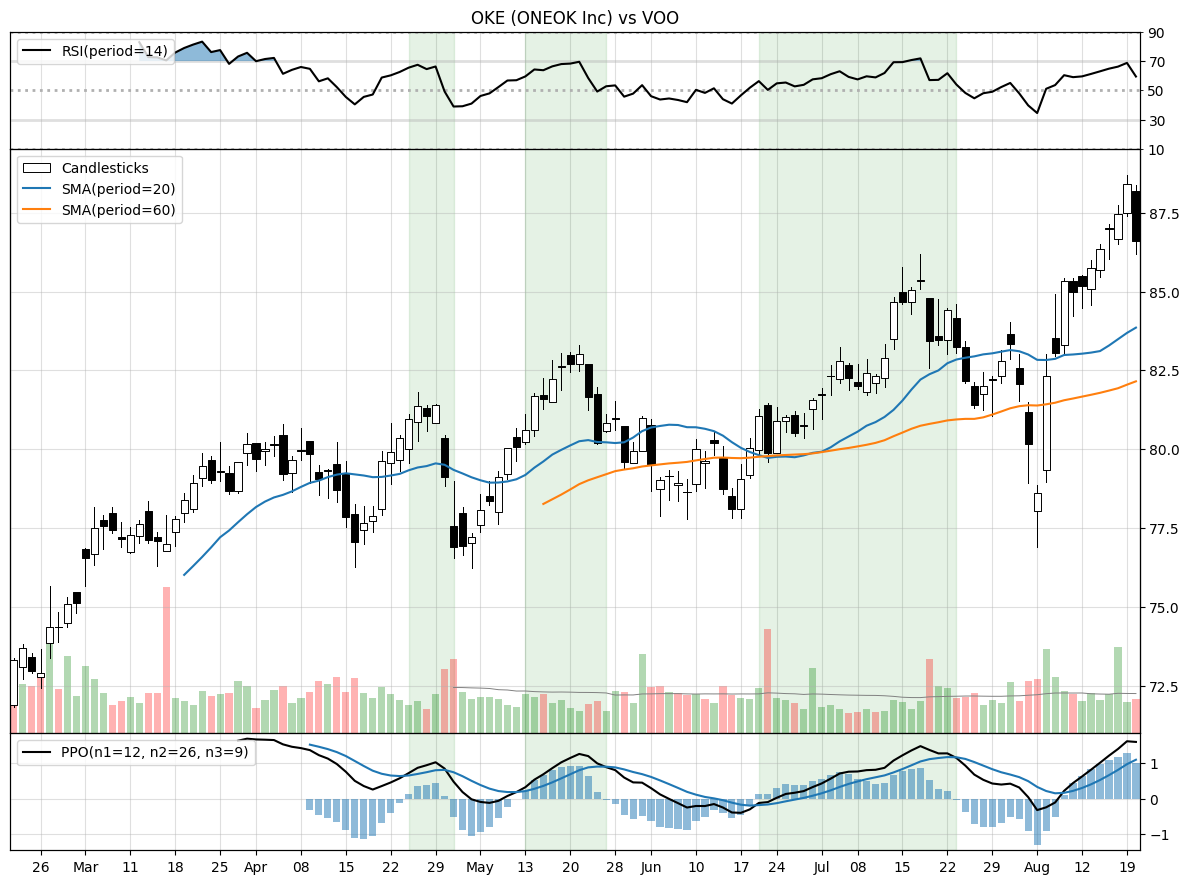 OKE (ONEOK Inc) vs VOO
RSI(period=14)
90
70
50
30
10
Candlesticks
SMA(period=20)
SMA(period=60)
87.5
85.0
82.5
80.0
77.5
75.0
72.5
PPO(n1=12, n2=26, n3=9)
1
0
−1
26 Mar 11 18 25 Apr 08 15 22 29 May 13 20 28 Jun 10 17 24 Jul 08 15 22 29 Aug 12 19